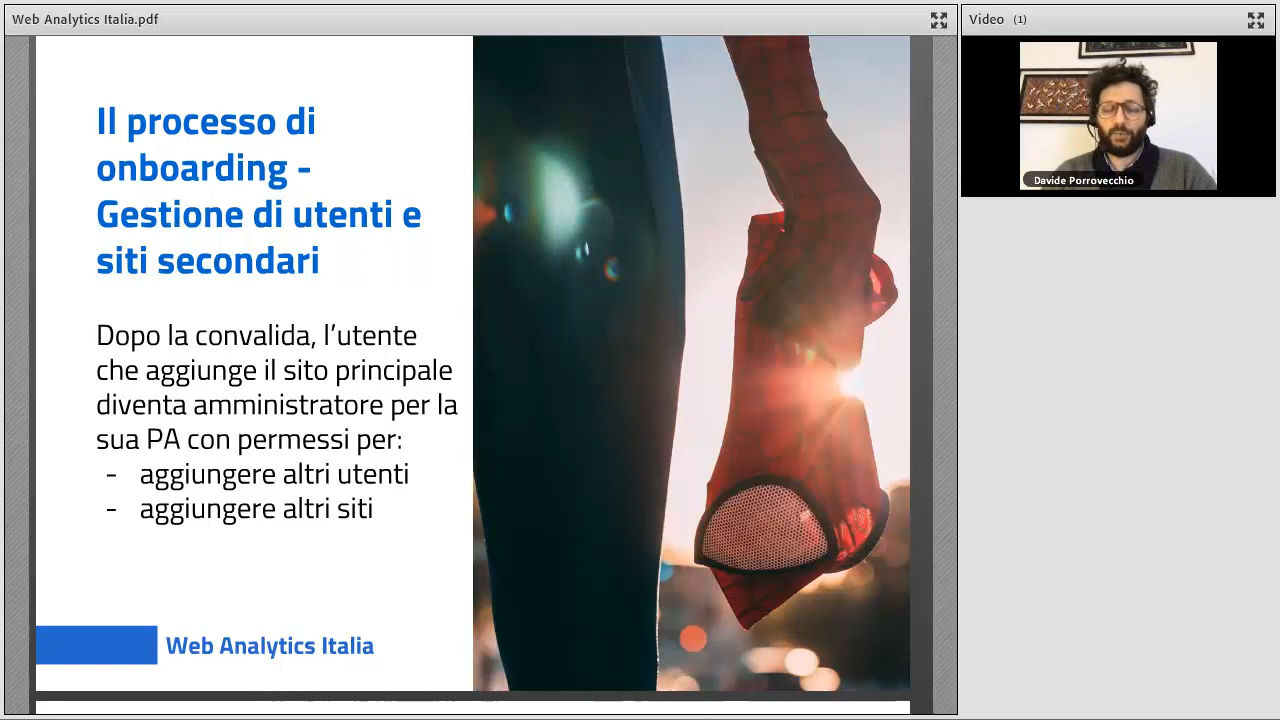 Web Analytics Italia.pdf
Video (1)
Davide Porrovecchio
Il processo di
onboarding -
Gestione di utenti e
siti secondari
Dopo la convalida, l’utente
che aggiunge il sito principale
diventa amministratore per la
sua PA con permessi per:
- aggiungere altri utenti
- aggiungere altri siti
Web Analytics Italia